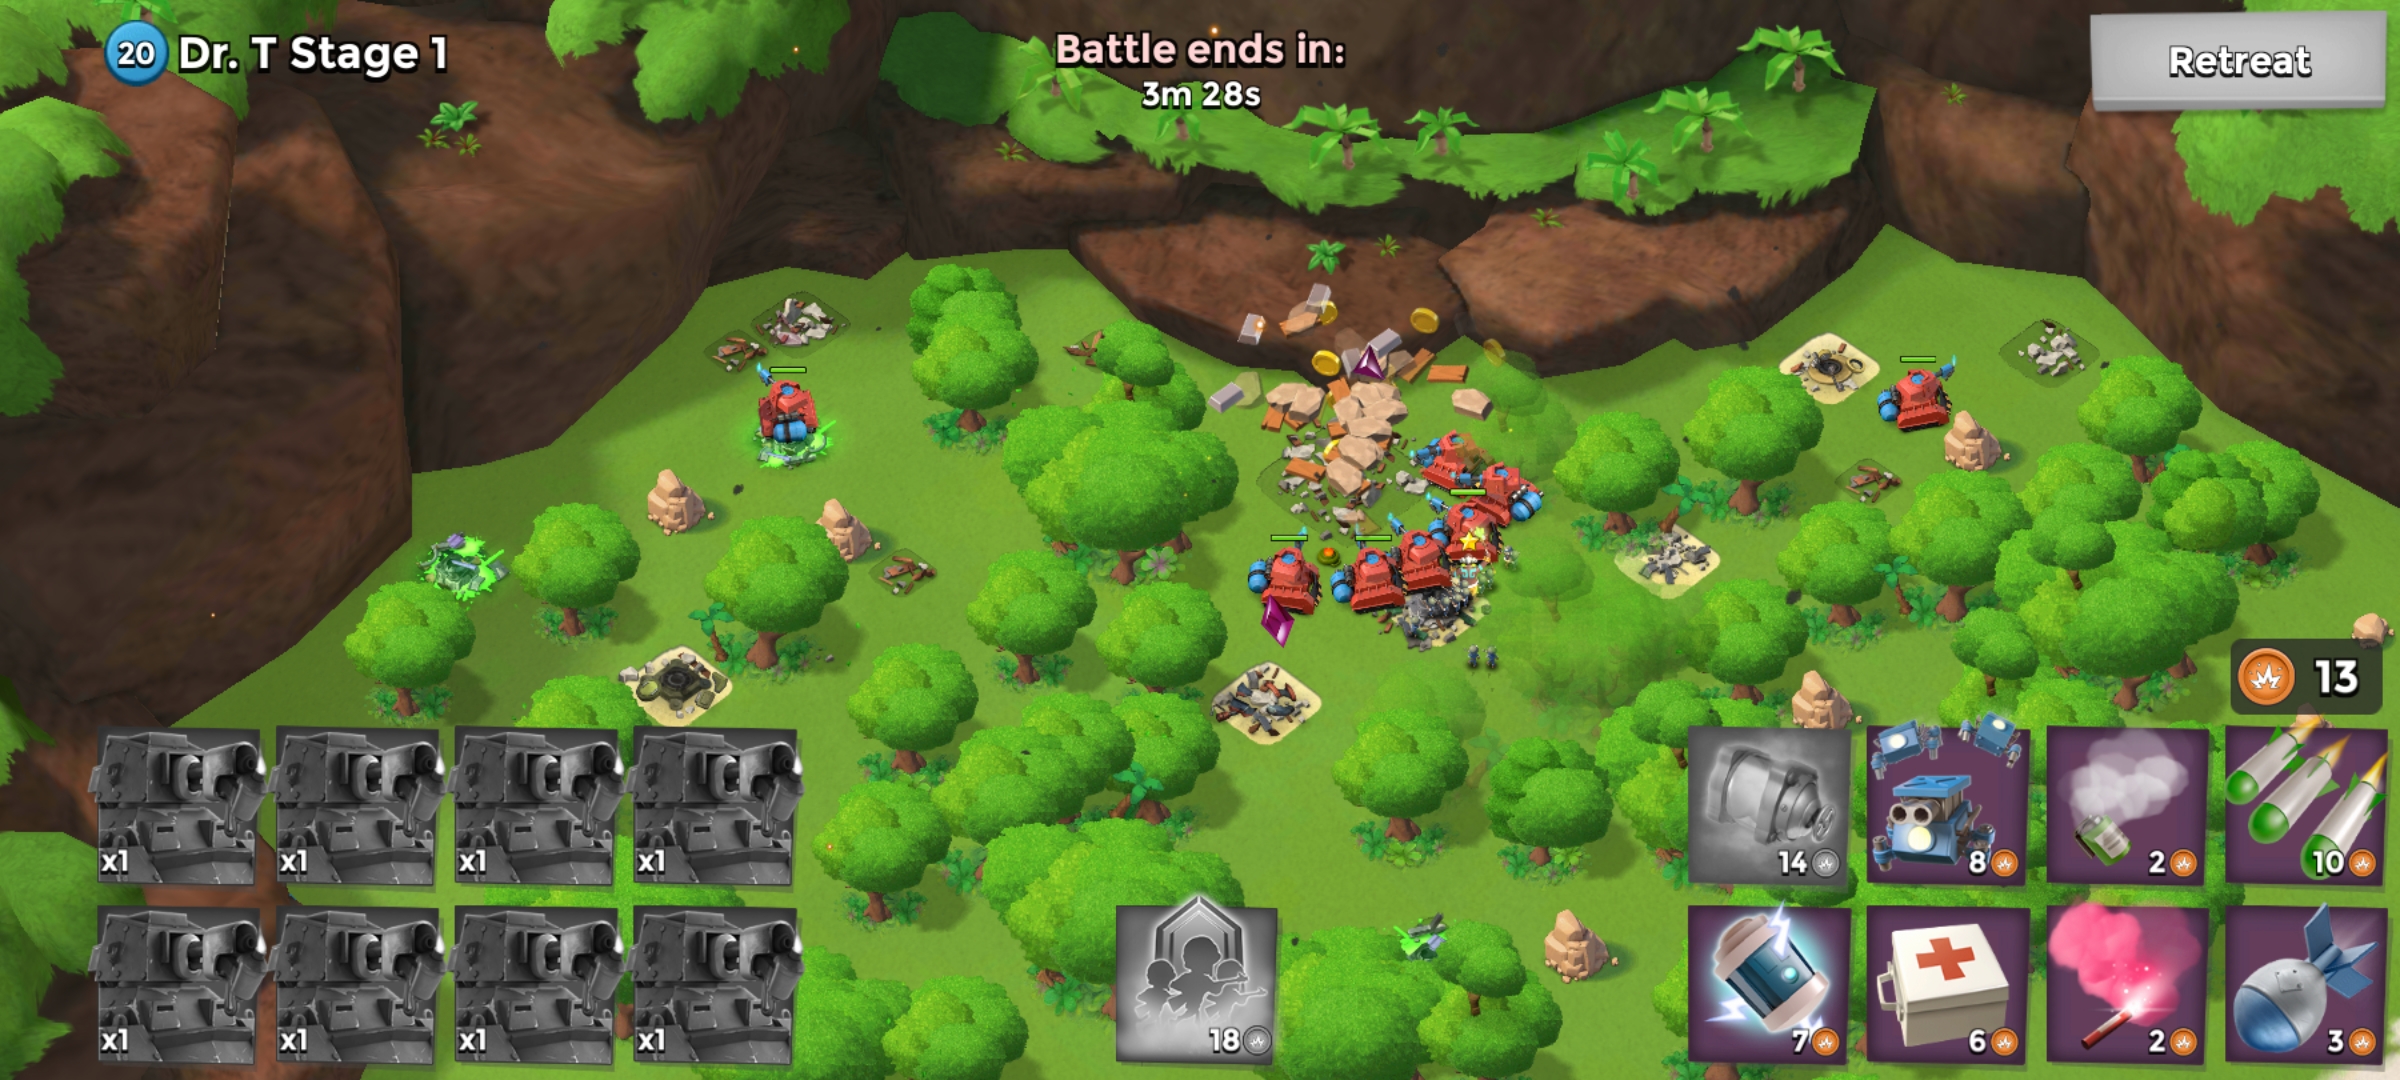 20 Dr. T Stage 1
Battle ends in:
3m 28s
Retreat
13
x1 x1 x1 x1
14 8 2 10
x1 x1 x1 x1
18
7 6 2 3